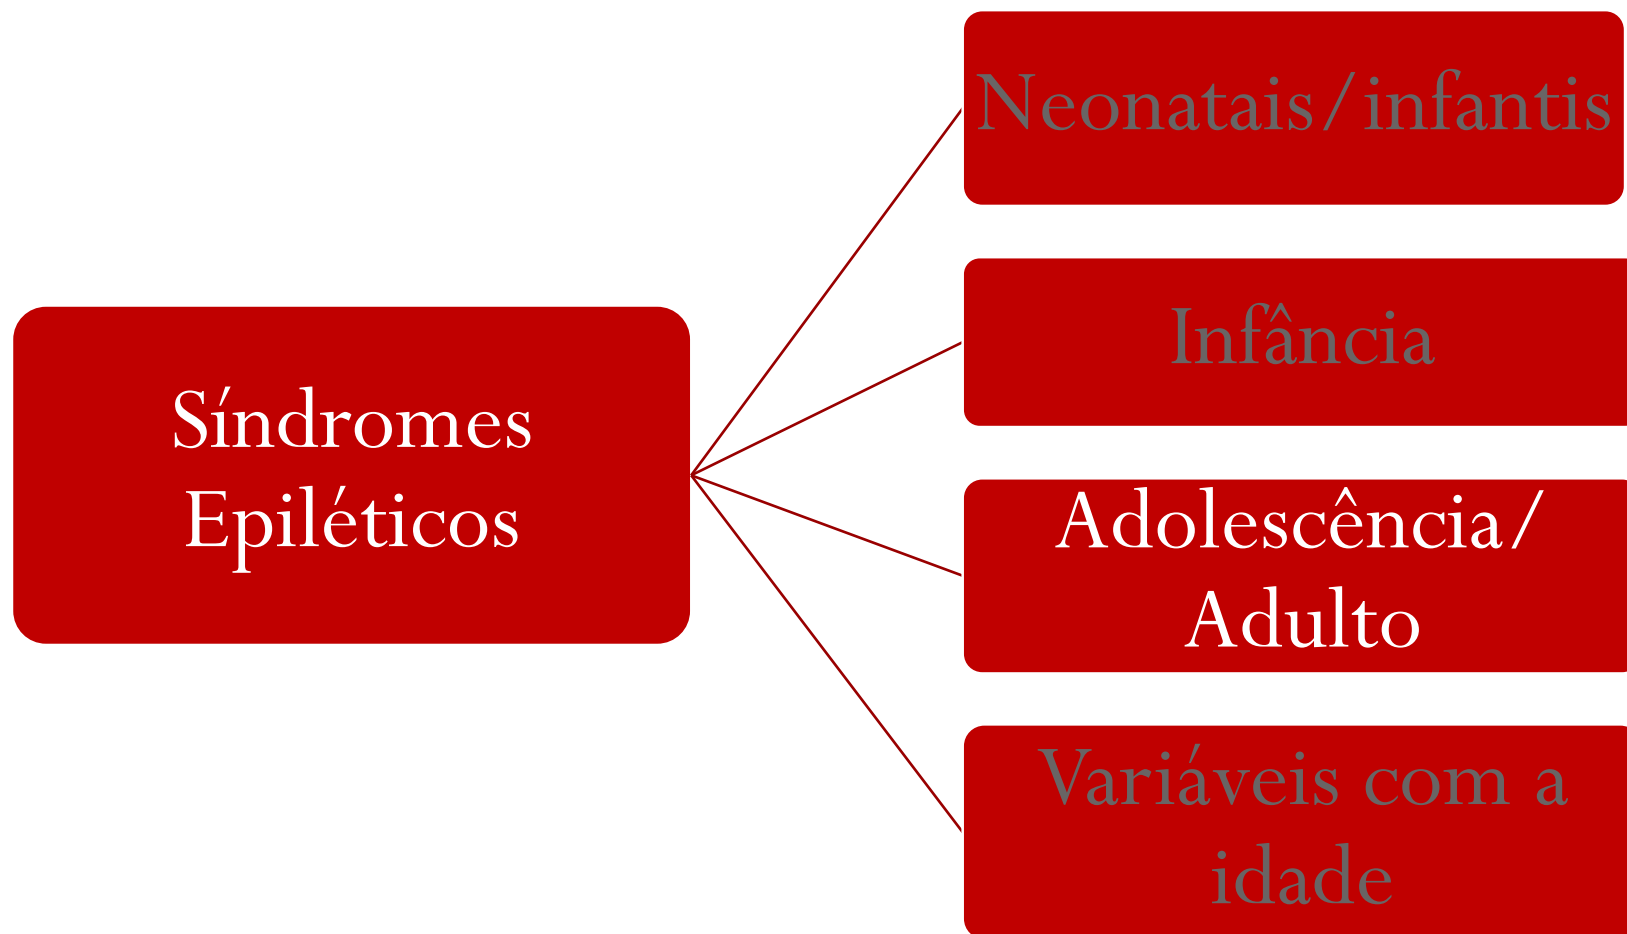 Síndromes
Epiléticos
Neonatais/infantis
Infância
Adolescência/
Adulto
Variáveis com a
idade